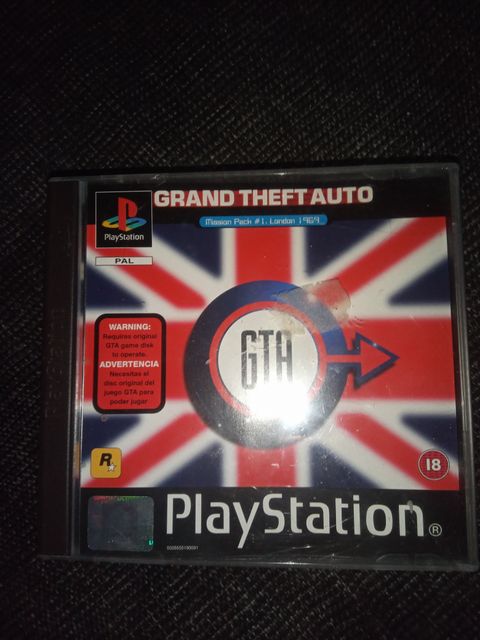 GRAND THEFT AUTO
Mission Pack #1, London 1969
PlayStation
PAL
WARNING:
Requires original
GTA game disk
to operate.
ADVERTENCIA
Necesitas el
disc original del
juego GTA para
poder jugar
GTA
R
18
PlayStation®